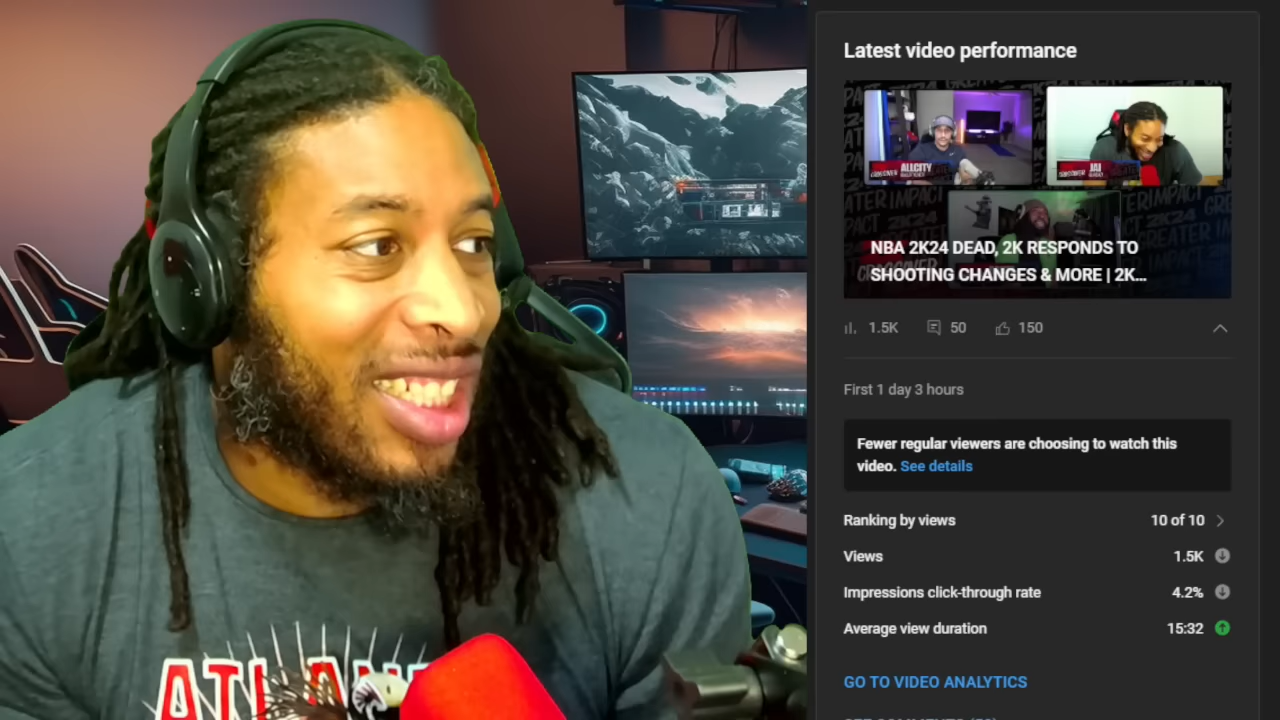 Latest video performance
ALLCITY
JAJ
NBA 2K24 DEAD, 2K RESPONDS TO
SHOOTING CHANGES & MORE | 2K...
1.5K 50 150
First 1 day 3 hours
Fewer regular viewers are choosing to watch this
video. See details
Ranking by views 10 of 10
Views 1.5K
Impressions click-through rate 4.2%
Average view duration 15:32
GO TO VIDEO ANALYTICS